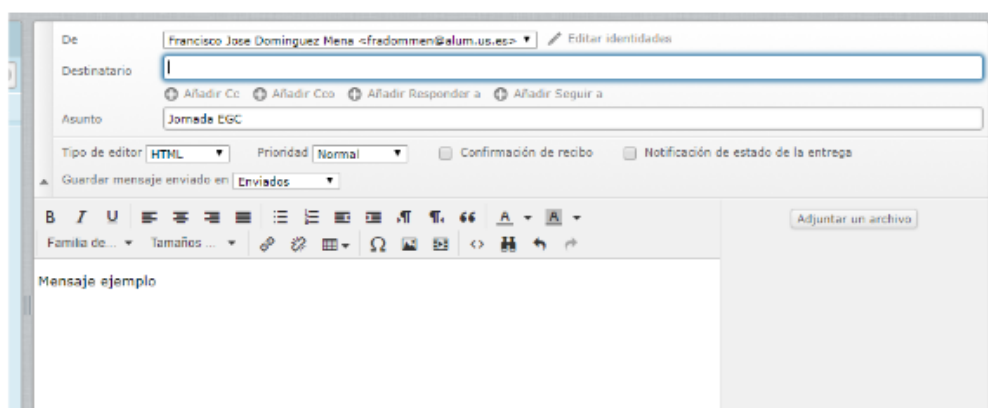 De Francisco Jose Dominguez Mena <fradommen@alum.us.es> Editar identidades
Destinatario
Añadir Cc Añadir Cco Añadir Responder a Añadir Seguir a
Asunto Jornada EGC
Tipo de editor HTML Prioridad Normal Confirmación de recibo Notificación de estado de la entrega
Guardar mensaje enviado en Enviados
B I U A A Adjuntar un archivo
Familia de... Tamaños ... Ω
Mensaje ejemplo